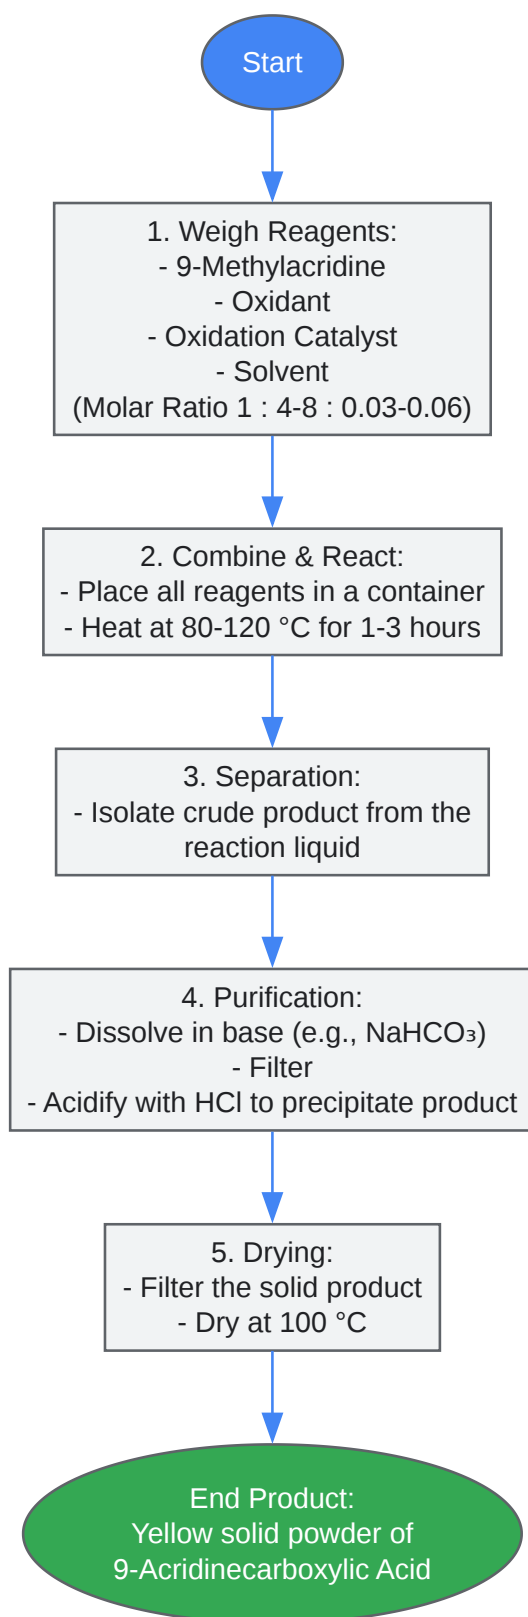 Start
1. Weigh Reagents:
- 9-Methylacridine
- Oxidant
- Oxidation Catalyst
- Solvent
(Molar Ratio 1 : 4-8 : 0.03-0.06)
2. Combine & React:
- Place all reagents in a container
- Heat at 80-120 °C for 1-3 hours
3. Separation:
- Isolate crude product from the
reaction liquid
4. Purification:
- Dissolve in base (e.g., NaHCO₃)
- Filter
- Acidify with HCl to precipitate product
5. Drying:
- Filter the solid product
- Dry at 100 °C
End Product:
Yellow solid powder of
9-Acridinecarboxylic Acid